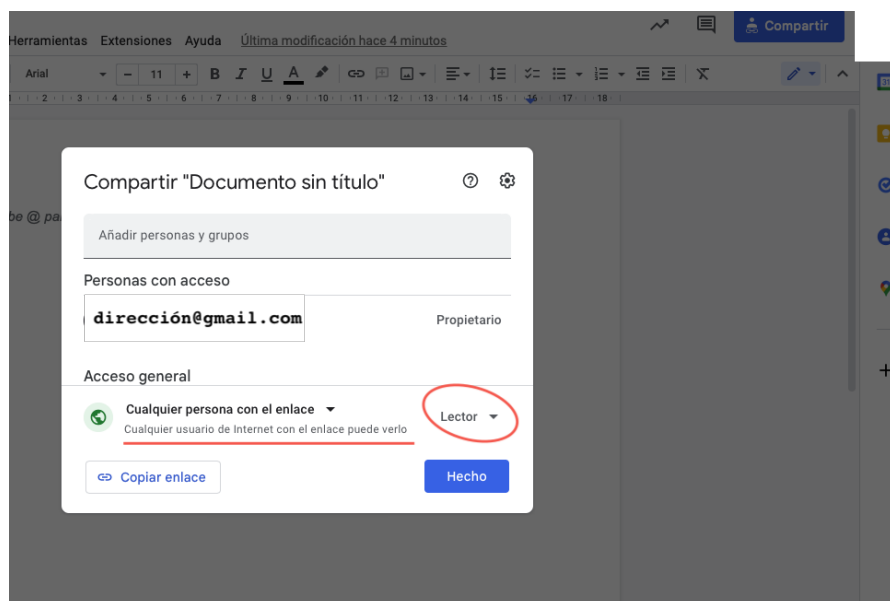 Herramientas Extensiones Ayuda Última modificación hace 4 minutos
Compartir
Arial 11 B I U A
2 3 4 5 6 7 8 9 10 11 12 13 14 15 16 17 18
31
Compartir "Documento sin título"
be @ pa
Añadir personas y grupos
Personas con acceso
dirección@gmail.com
Propietario
Acceso general
Cualquier persona con el enlace
Cualquier usuario de Internet con el enlace puede verlo
Lector
Copiar enlace
Hecho